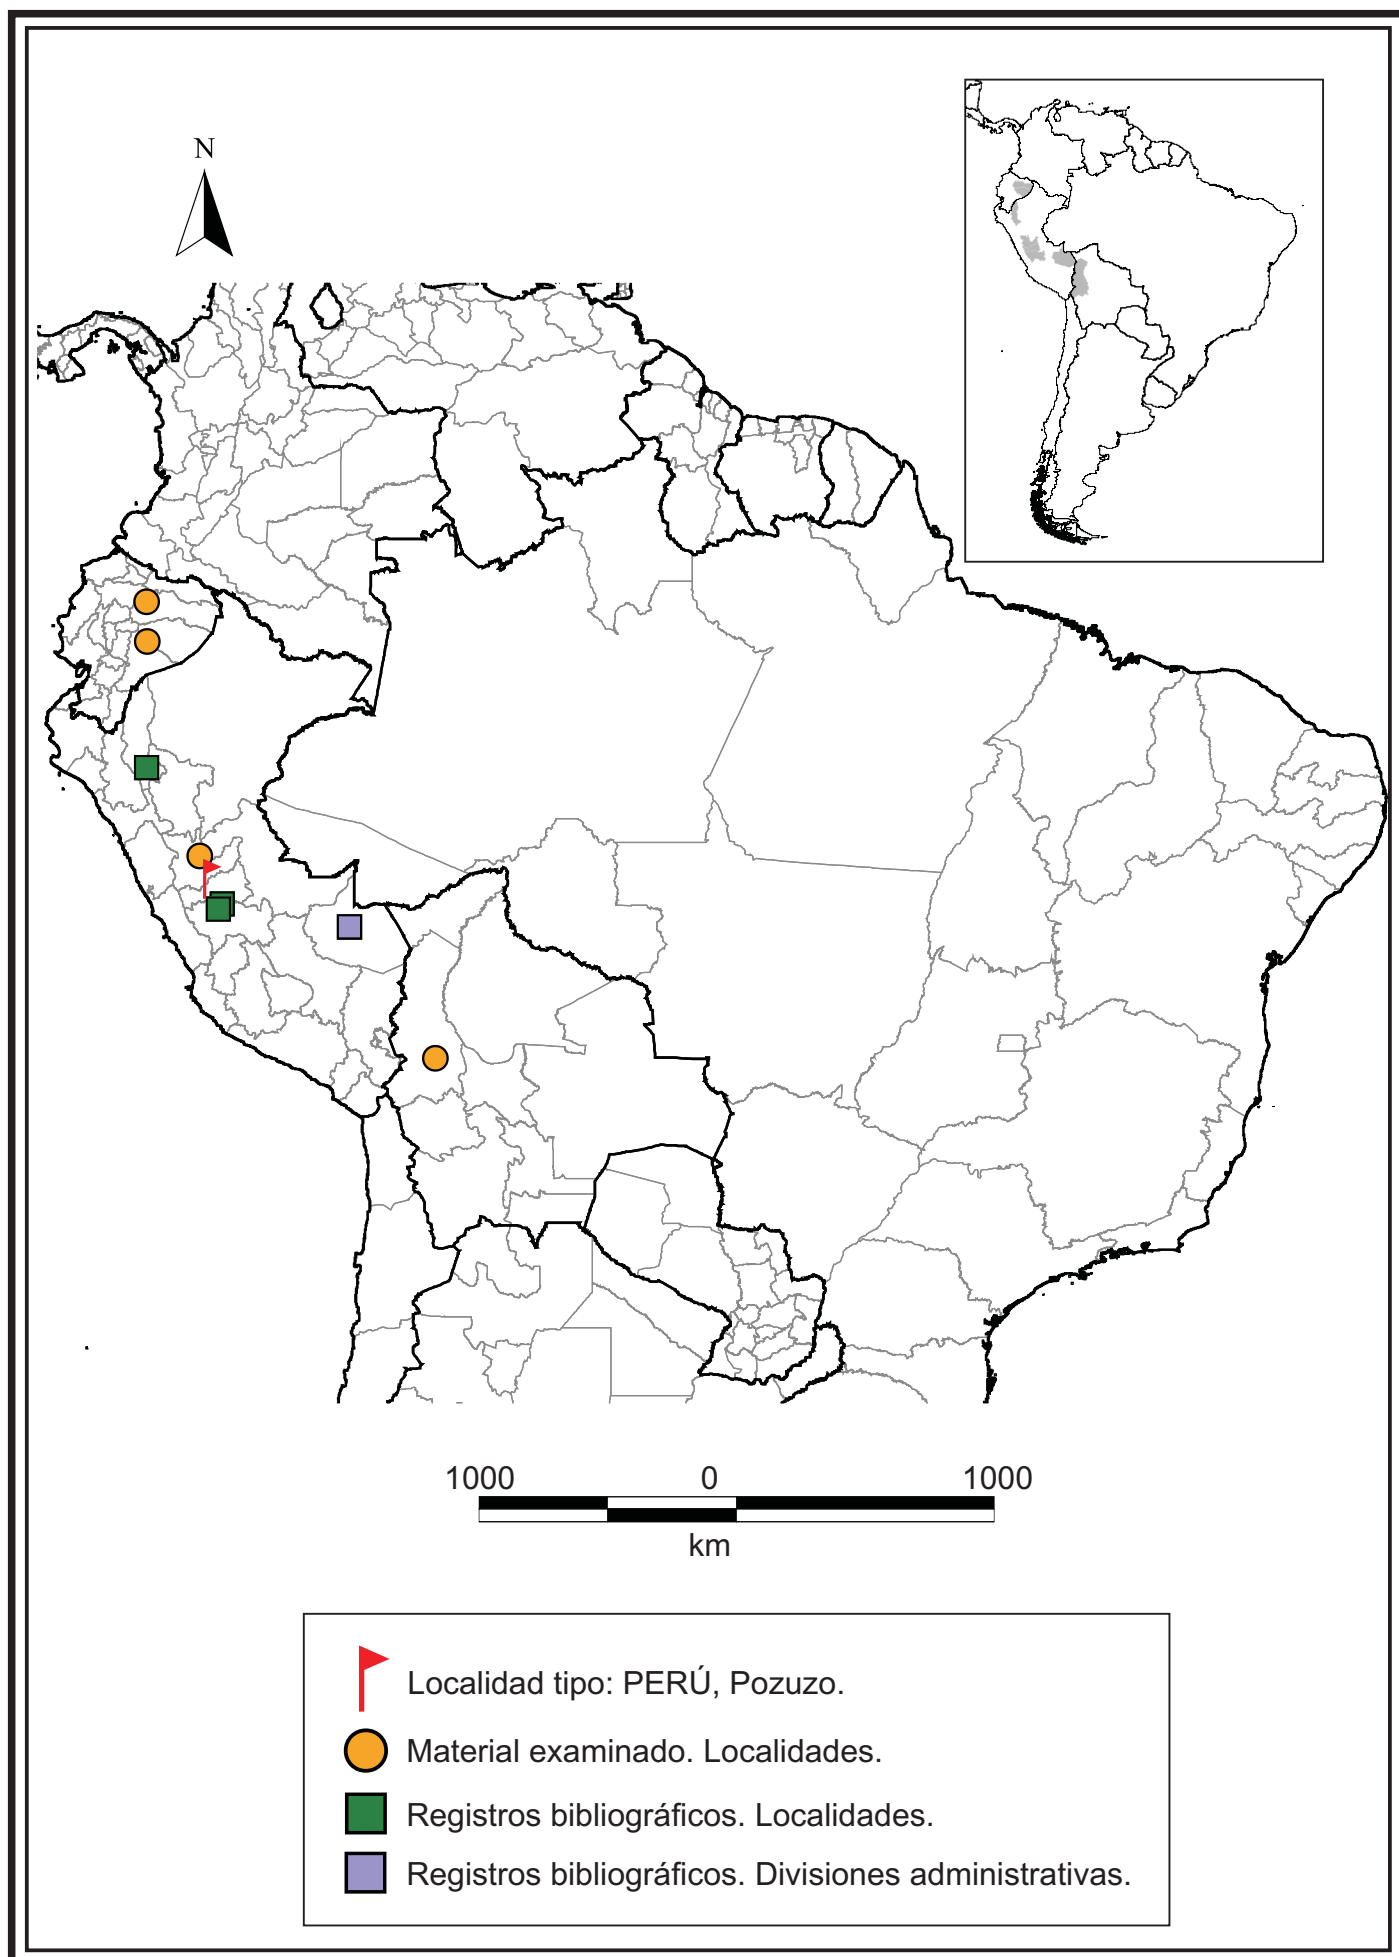 N
1000 0 1000
km
Localidad tipo: PERÚ, Pozuzo.
Material examinado. Localidades.
Registros bibliográficos. Localidades.
Registros bibliográficos. Divisiones administrativas.